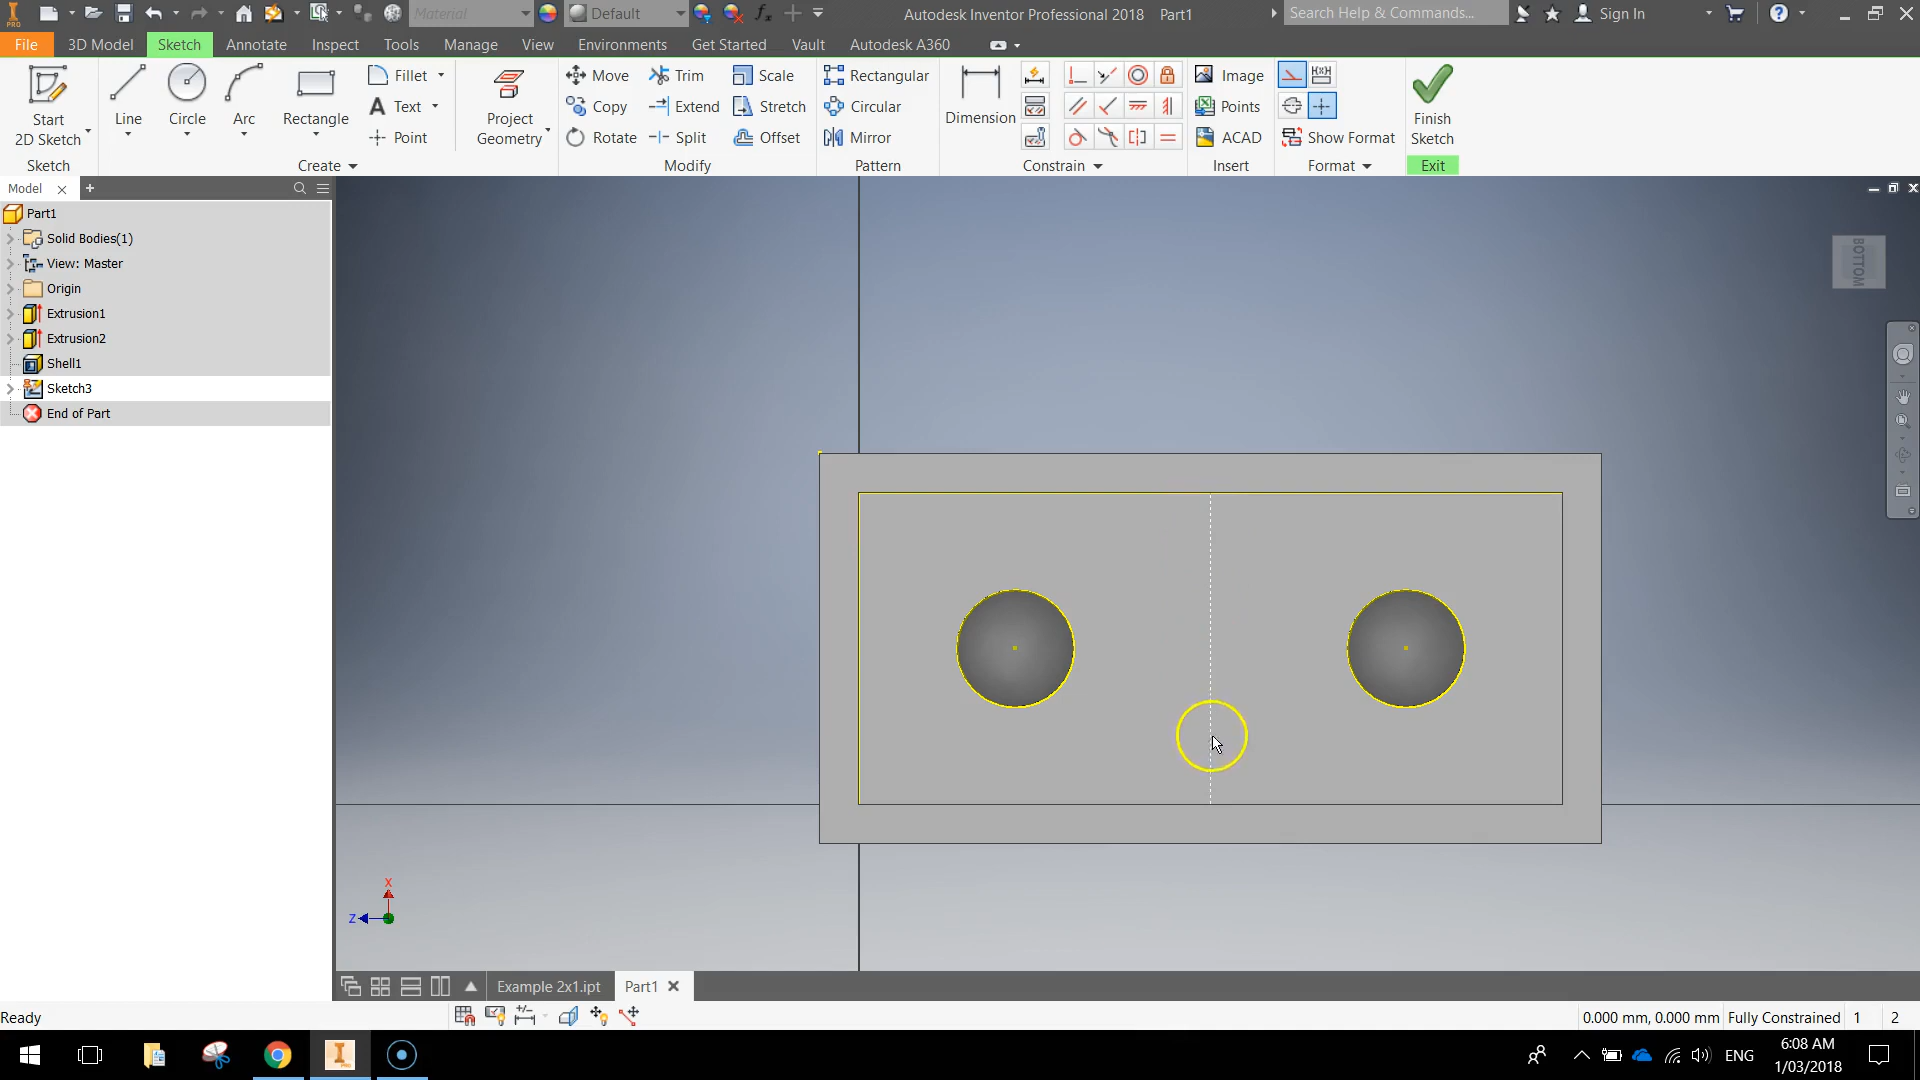 PRO
Material
Default
Autodesk Inventor Professional 2018 Part1
Search Help & Commands...
Sign In
File 3D Model Sketch Annotate Inspect Tools Manage View Environments Get Started Vault Autodesk A360
Start
2D Sketch
Line
Circle
Arc
Rectangle
Fillet
Text
Point
Project
Geometry
Move
Copy
Rotate
Trim
Extend
Split
Scale
Stretch
Offset
Rectangular
Circular
Mirror
Dimension
Image
Points
ACAD
Show Format
Finish
Sketch
Sketch Create Modify Pattern Constrain Insert Format Exit
Model
Part1
Solid Bodies(1)
View: Master
Origin
Extrusion1
Extrusion2
Shell1
Sketch3
End of Part
BOTTOM
X
Z
Example 2x1.ipt Part1
Ready
0.000 mm, 0.000 mm Fully Constrained 1 2
ENG
6:08 AM
1/03/2018